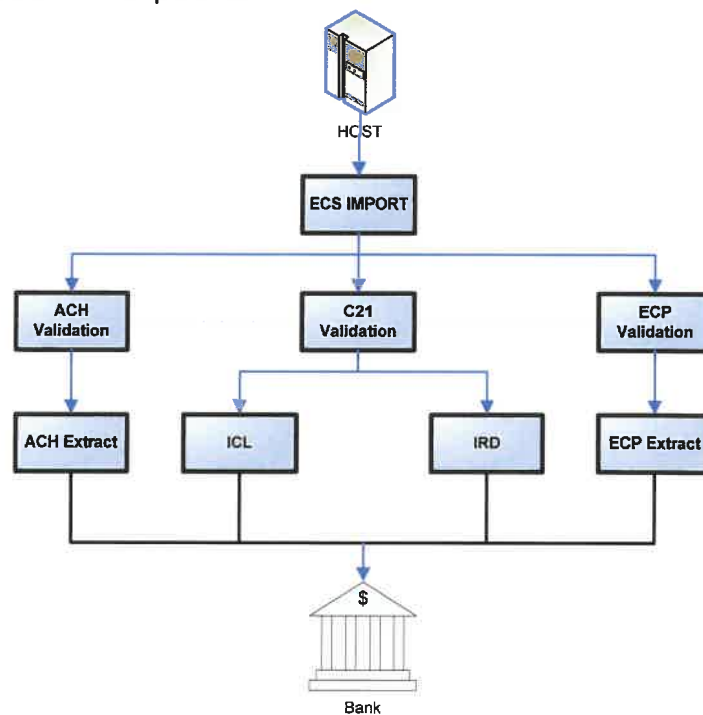 HOST
ECS IMPORT
ACH
Validation
C21
Validation
ECP
Validation
ACH Extract
ICL
IRD
ECP Extract
$
Bank